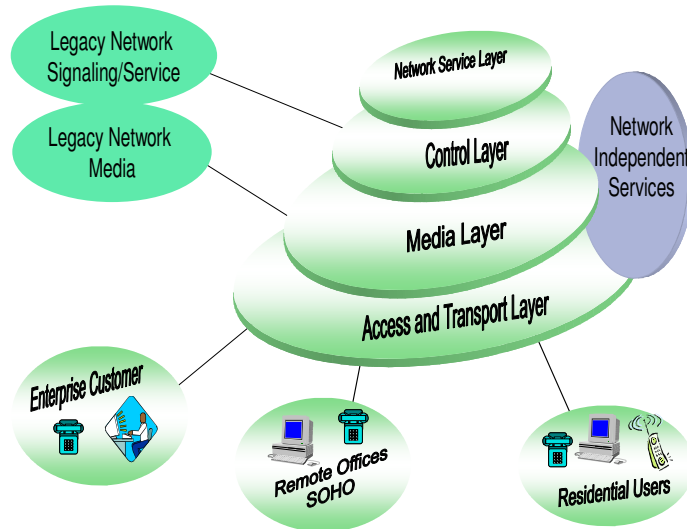 Legacy Network
Signaling/Service
Legacy Network
Media
Network Service Layer
Control Layer
Media Layer
Access and Transport Layer
Network
Independent
Services
Enterprise Customer
Remote Offices
SOHO
Residential Users